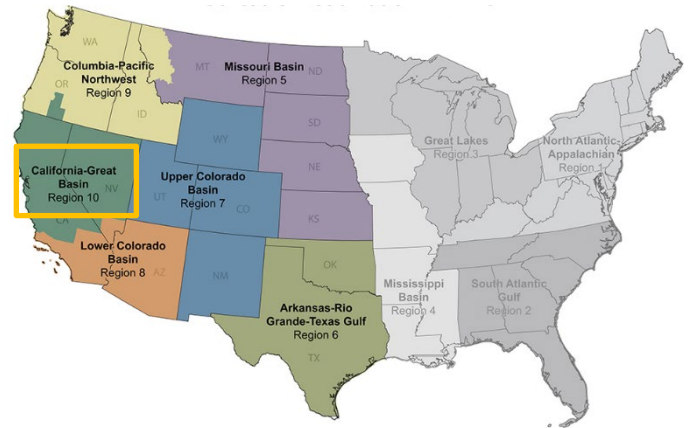 WA
Columbia-Pacific
Northwest
Region 9
OR
ID
MT
Missouri Basin
Region 5
ND
SD
NE
KS
WY
Great Lakes
Region 3
North Atlantic-
Appalachian
Region 1
California-Great
Basin
Region 10
NV
CA
Upper Colorado
Basin
Region 7
UT
CO
Lower Colorado
Basin
Region 8
AZ
NM
OK
Arkansas-Rio
Grande-Texas Gulf
Region 6
TX
Mississippi
Basin
Region 4
South Atlantic
Gulf
Region 2